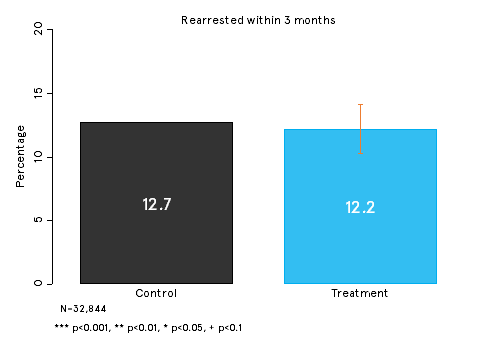 Rearrested within 3 months
20
15
10
5
0
Percentage
12.7
12.2
Control
Treatment
N=32,844
*** p<0.001, ** p<0.01, * p<0.05, + p<0.1